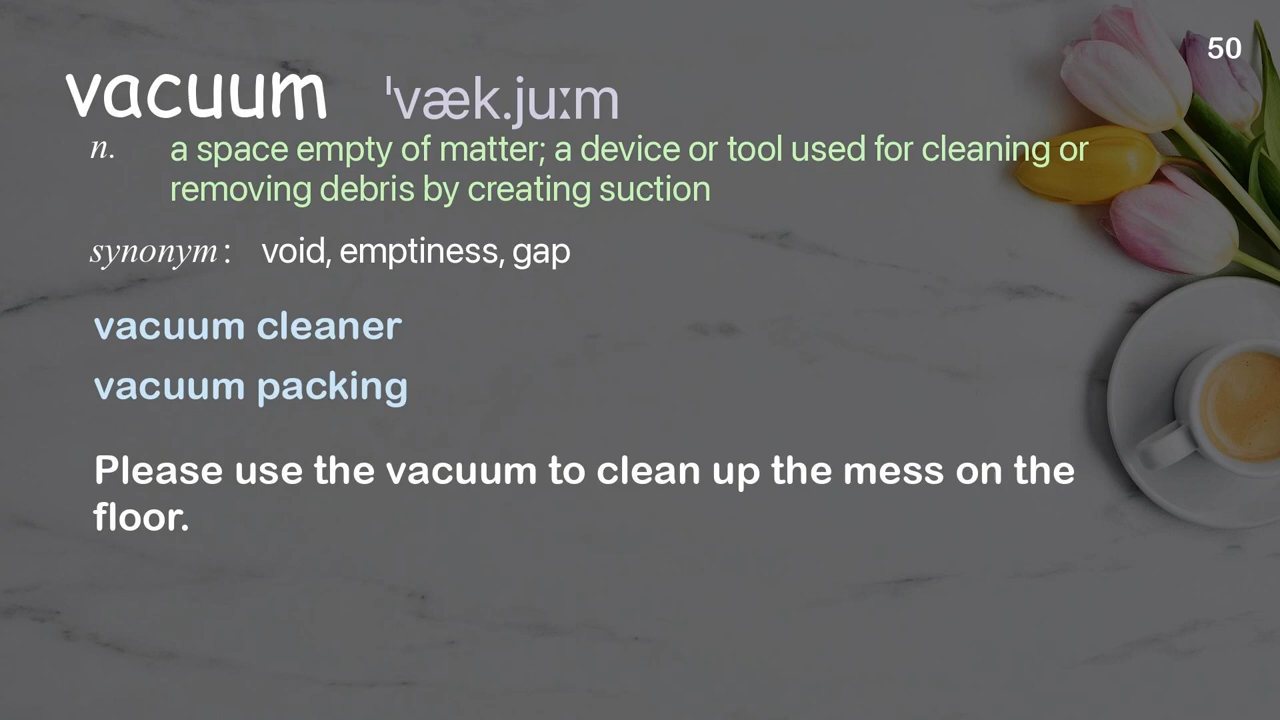 50
vacuum ˈvæk.juːm
n. a space empty of matter; a device or tool used for cleaning or
removing debris by creating suction
synonym: void, emptiness, gap
vacuum cleaner
vacuum packing
Please use the vacuum to clean up the mess on the
floor.